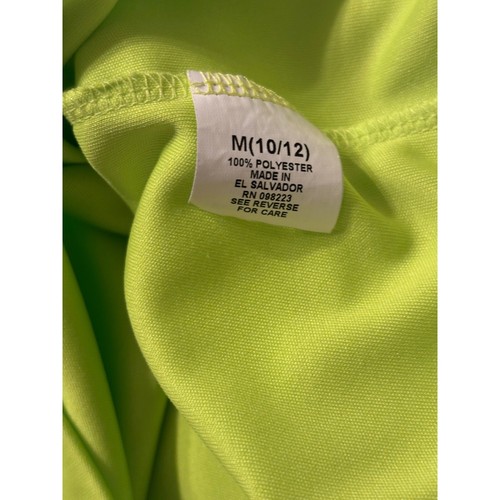 M(10/12)
100% POLYESTER
MADE IN
EL SALVADOR
RN 098223
SEE REVERSE
FOR CARE